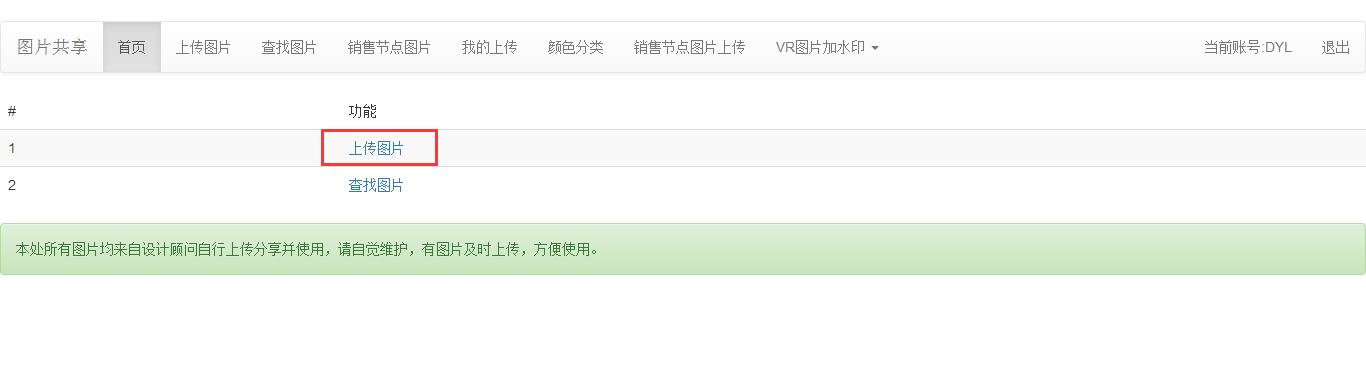 图片共享 首页 上传图片 查找图片 销售节点图片 我的上传 颜色分类 销售节点图片上传 VR图片加水印 当前账号:DYL 退出
# 功能
1 上传图片
2 查找图片
本处所有图片均来自设计顾问自行上传分享并使用，请自觉维护，有图片及时上传，方便使用。